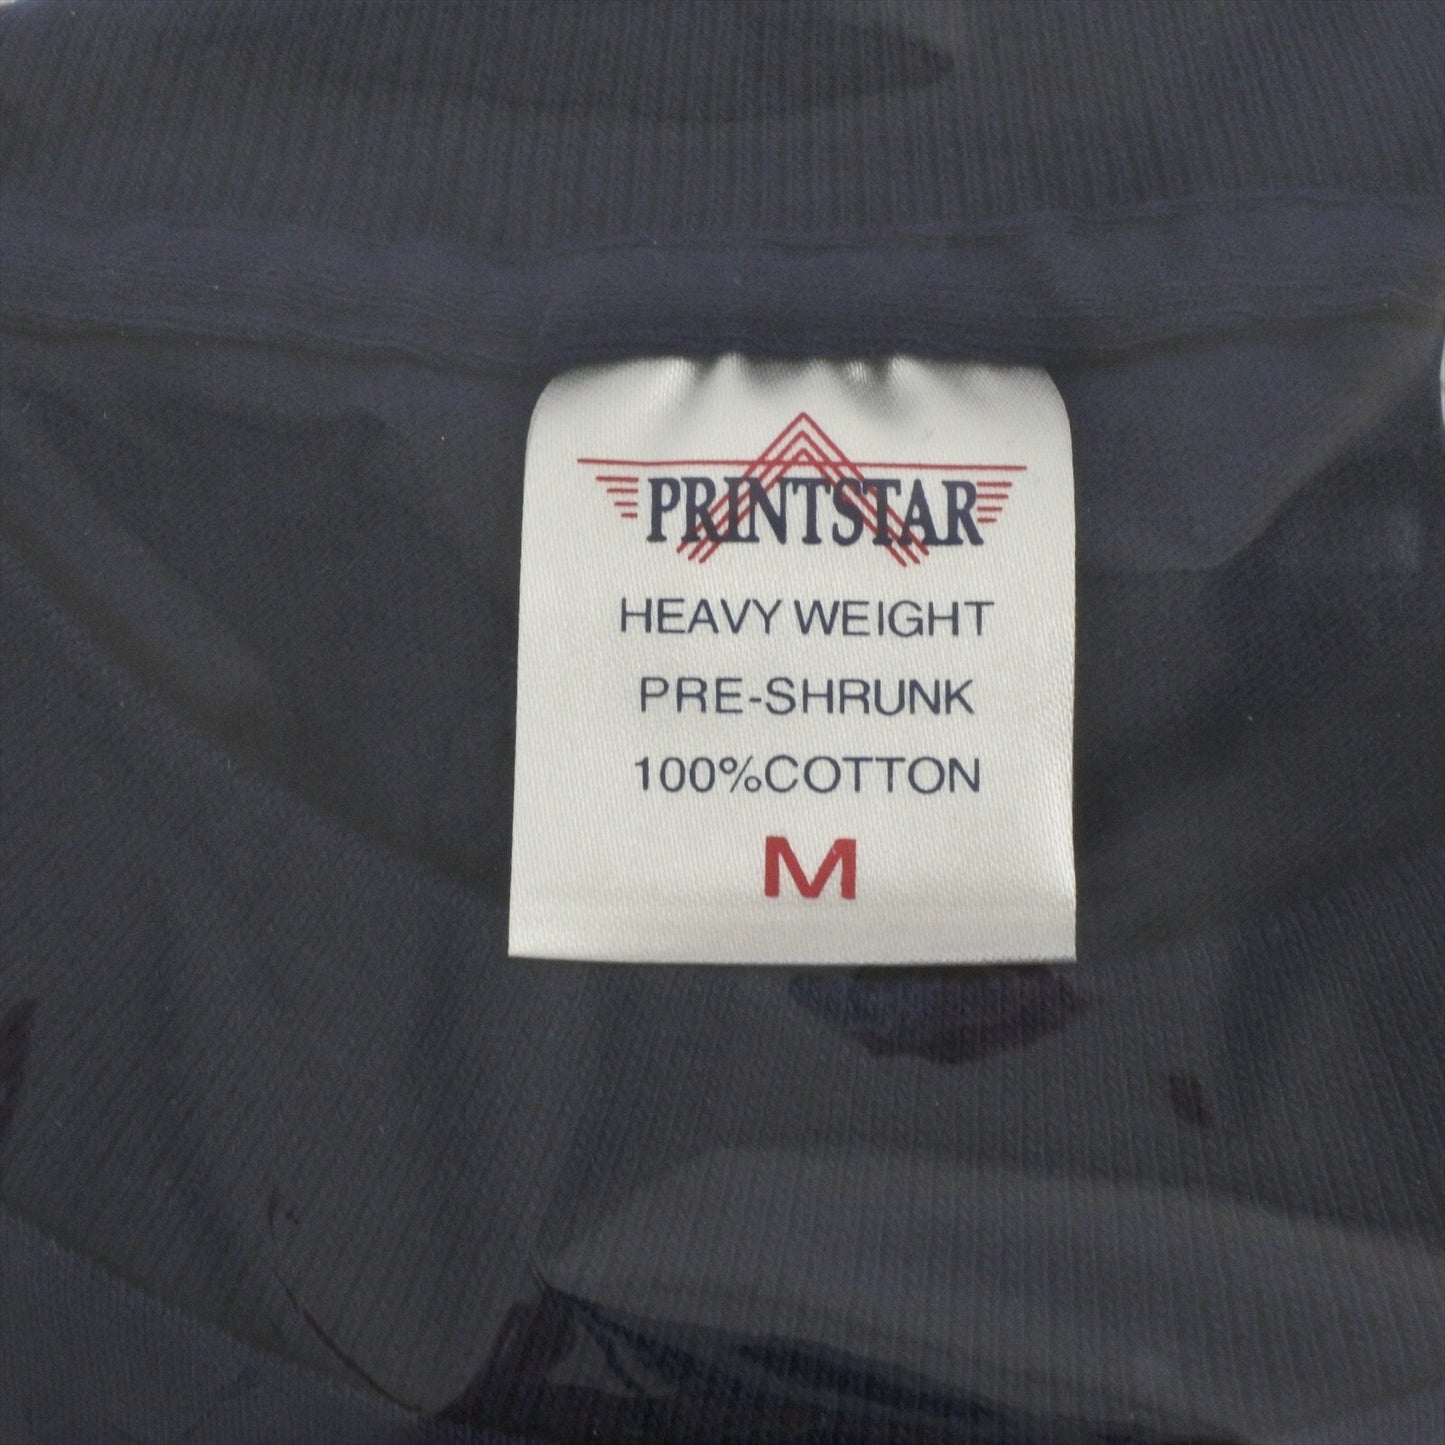 PRINTSTAR
HEAVY WEIGHT
PRE-SHRUNK
100%COTTON
M